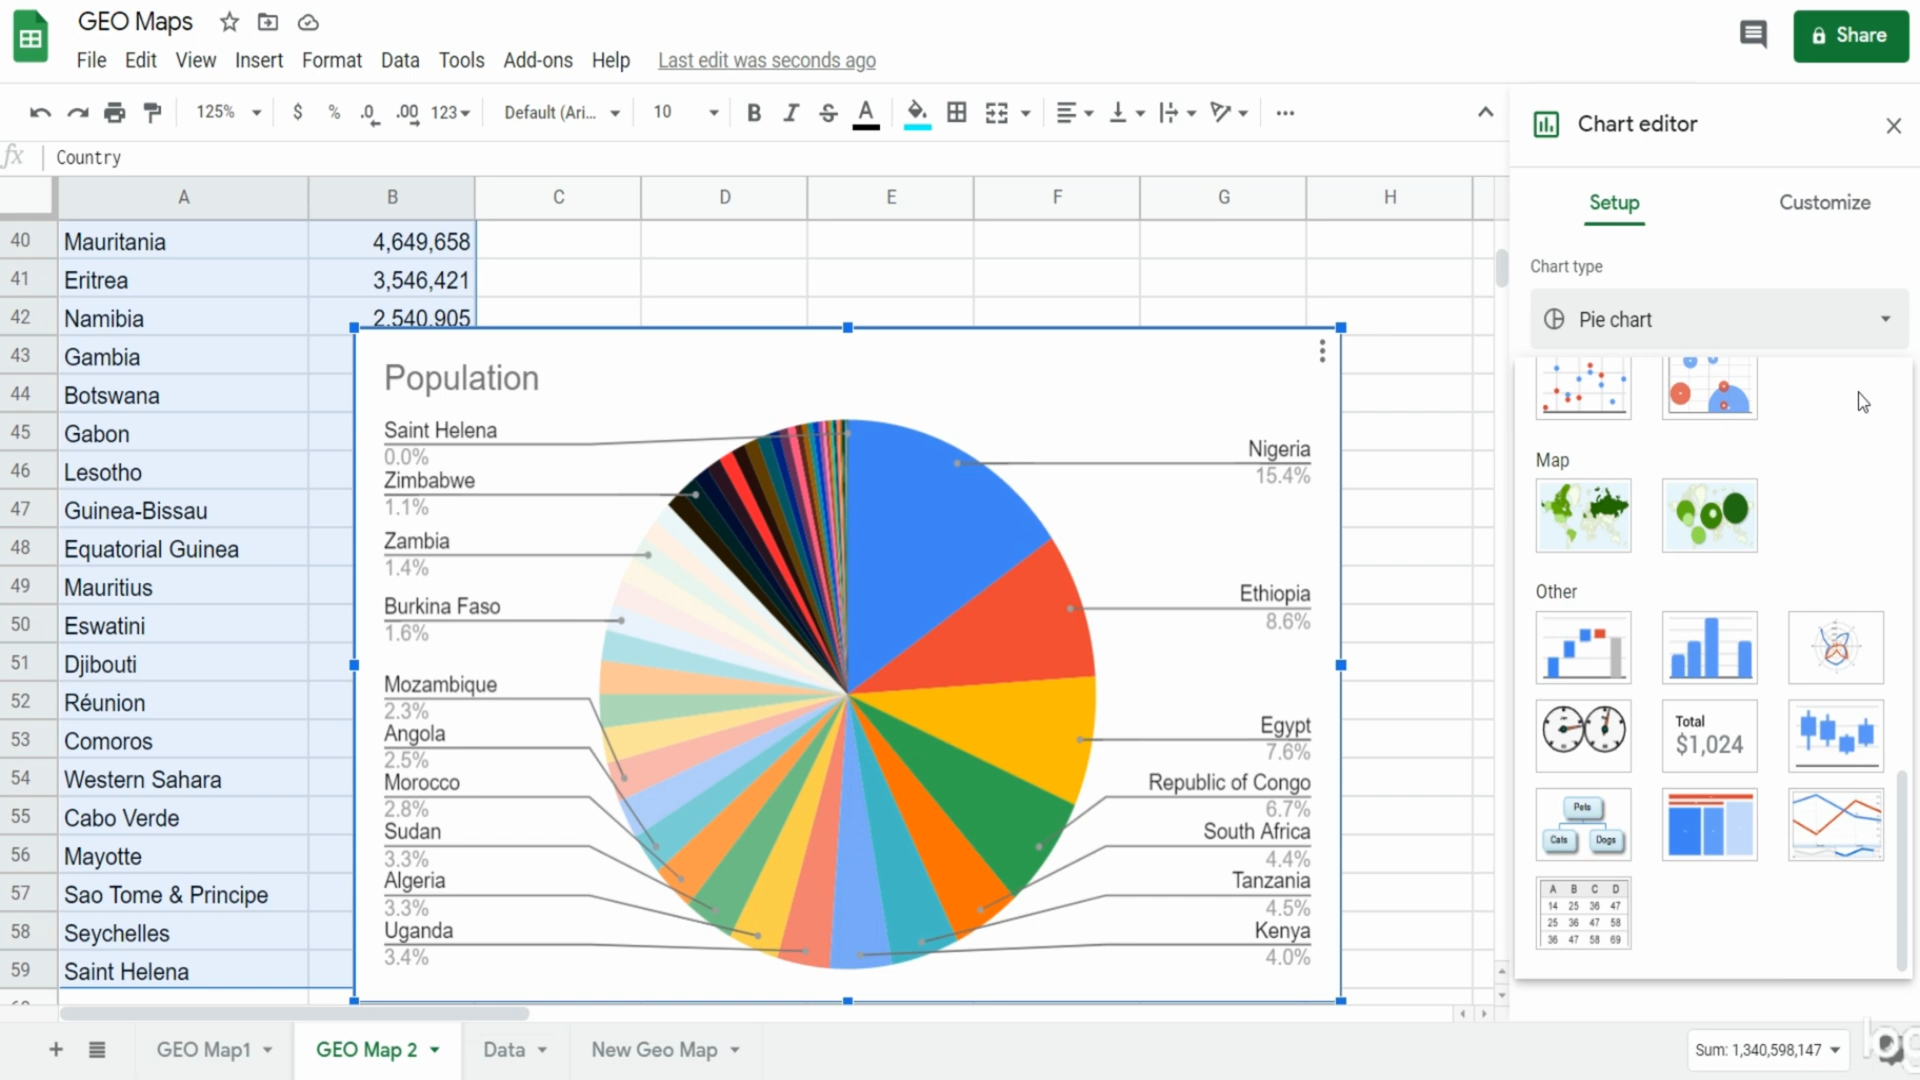 GEO Maps
Share
File Edit View Insert Format Data Tools Add-ons Help Last edit was seconds ago
125% $ % .0 .00 123 Default (Ari... 10 B I S A ...
fx Country
Chart editor
Setup Customize
Chart type
Pie chart
Map
Other
Total
$1,024
Pets
Cats Dogs
A B C D
14 25 36 47
25 36 47 58
36 47 58 69
A B C D E F G H
40 Mauritania 4,649,658
41 Eritrea 3,546,421
42 Namibia 2,540,905
43 Gambia
44 Botswana
45 Gabon
46 Lesotho
47 Guinea-Bissau
48 Equatorial Guinea
49 Mauritius
50 Eswatini
51 Djibouti
52 Réunion
53 Comoros
54 Western Sahara
55 Cabo Verde
56 Mayotte
57 Sao Tome & Principe
58 Seychelles
59 Saint Helena
Population
Saint Helena
0.0%
Zimbabwe
1.1%
Zambia
1.4%
Burkina Faso
1.6%
Mozambique
2.3%
Angola
2.5%
Morocco
2.8%
Sudan
3.3%
Algeria
3.3%
Uganda
3.4%
Nigeria
15.4%
Ethiopia
8.6%
Egypt
7.6%
Republic of Congo
6.7%
South Africa
4.4%
Tanzania
4.5%
Kenya
4.0%
GEO Map1 GEO Map 2 Data New Geo Map
Sum: 1,340,598,147